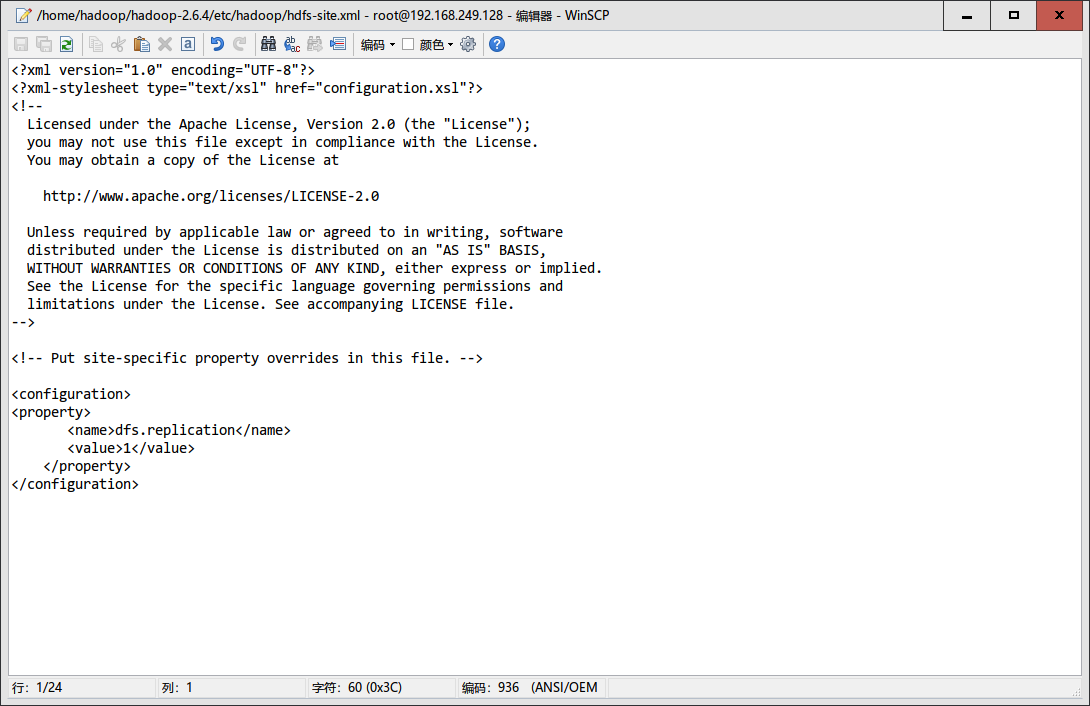 /home/hadoop/hadoop-2.6.4/etc/hadoop/hdfs-site.xml - root@192.168.249.128 - 编辑器 - WinSCP
编码 颜色
<?xml version="1.0" encoding="UTF-8"?>
<?xml-stylesheet type="text/xsl" href="configuration.xsl"?>
<!--
  Licensed under the Apache License, Version 2.0 (the "License");
  you may not use this file except in compliance with the License.
  You may obtain a copy of the License at

    http://www.apache.org/licenses/LICENSE-2.0

  Unless required by applicable law or agreed to in writing, software
  distributed under the License is distributed on an "AS IS" BASIS,
  WITHOUT WARRANTIES OR CONDITIONS OF ANY KIND, either express or implied.
  See the License for the specific language governing permissions and
  limitations under the License. See accompanying LICENSE file.
-->

<!-- Put site-specific property overrides in this file. -->

<configuration>
<property>
       <name>dfs.replication</name>
       <value>1</value>
    </property>
</configuration>
行: 1/24 列: 1 字符: 60 (0x3C) 编码: 936 (ANSI/OEM